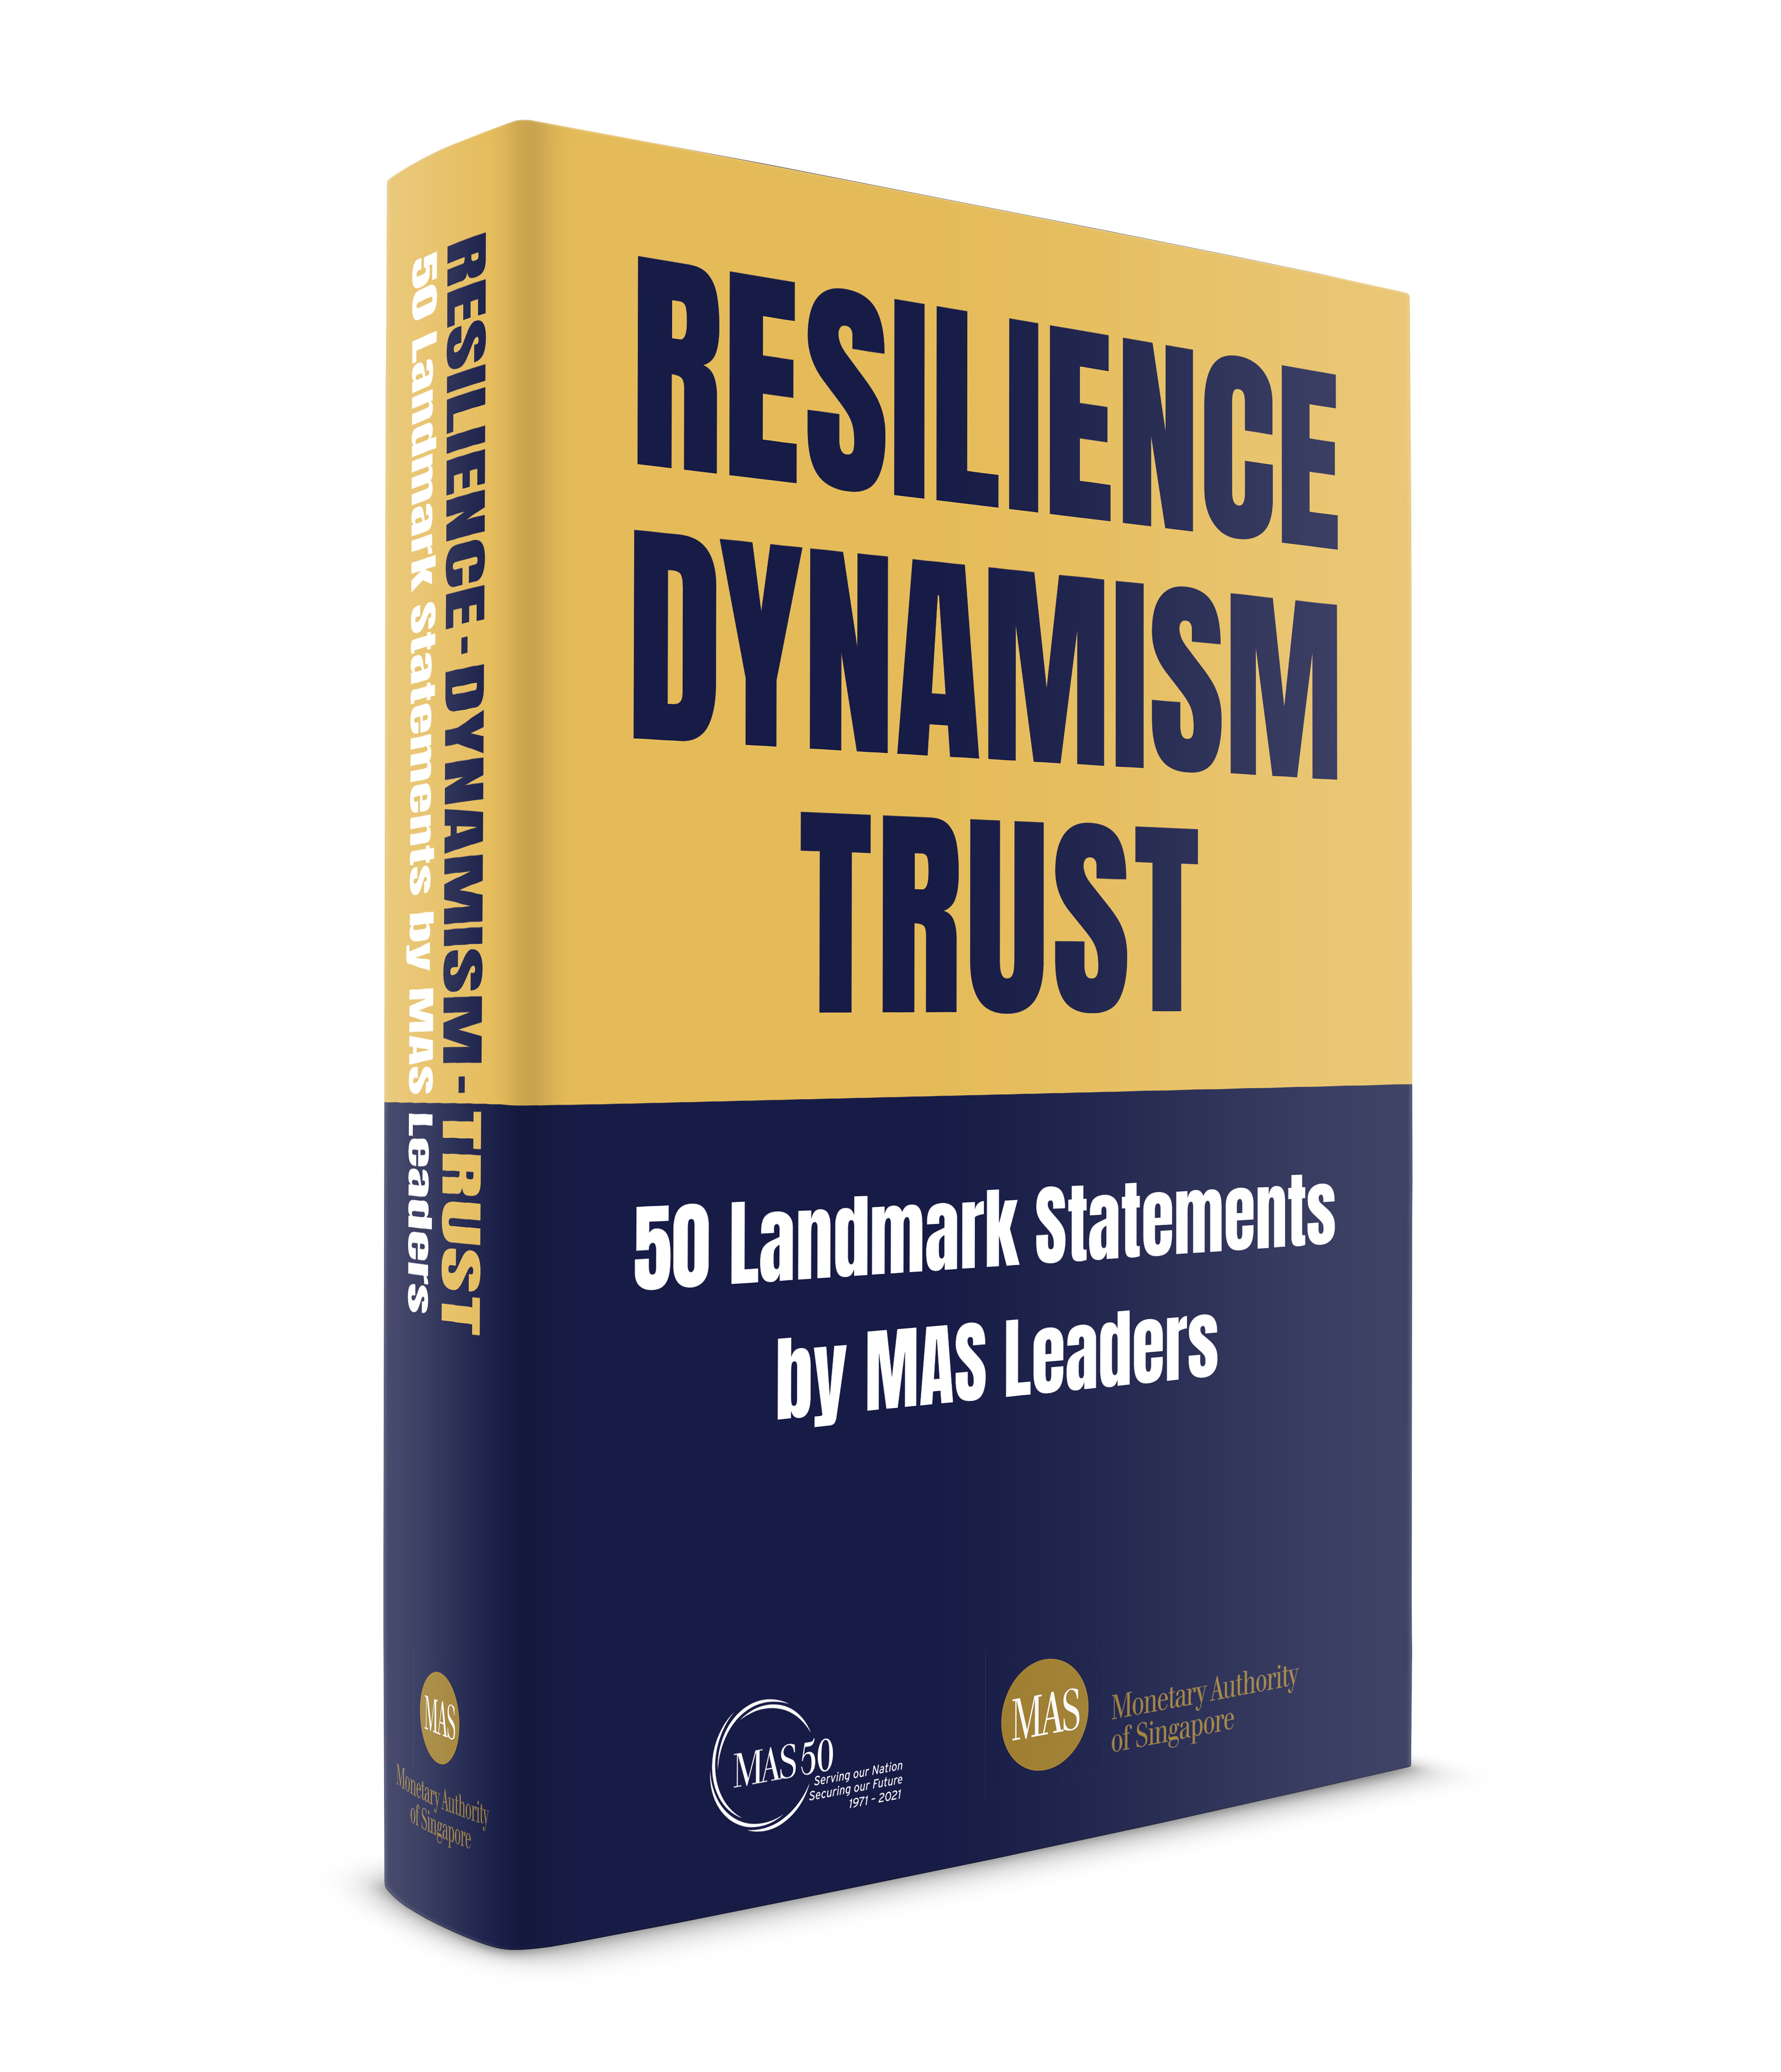 RESILIENCE - DYNAMISM - TRUST
50 Landmark Statements by MAS Leaders
MAS
Monetary Authority
of Singapore
RESILIENCE
DYNAMISM
TRUST
50 Landmark Statements
by MAS Leaders
MAS 50
Serving our Nation
Securing our Future
1971 - 2021
MAS
Monetary Authority
of Singapore